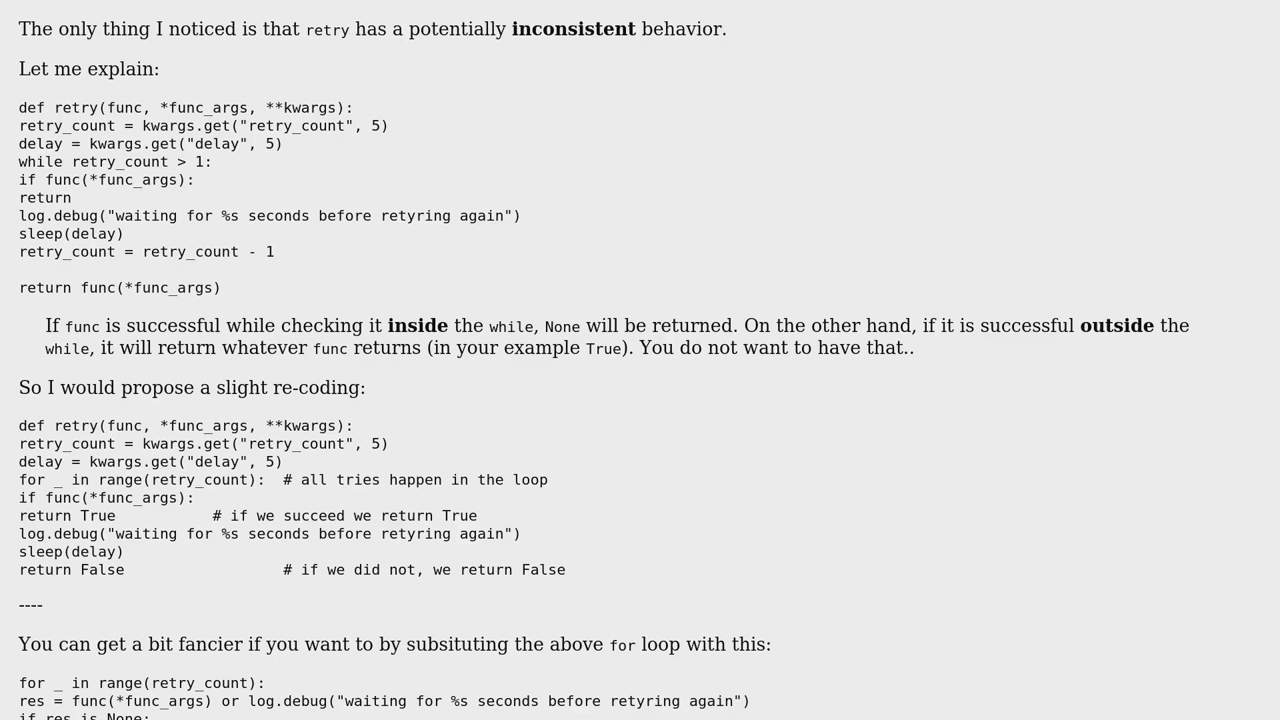 The only thing I noticed is that retry has a potentially inconsistent behavior.
Let me explain:
def retry(func, *func_args, **kwargs):
retry_count = kwargs.get("retry_count", 5)
delay = kwargs.get("delay", 5)
while retry_count > 1:
if func(*func_args):
return
log.debug("waiting for %s seconds before retyring again")
sleep(delay)
retry_count = retry_count - 1
return func(*func_args)
If func is successful while checking it inside the while, None will be returned. On the other hand, if it is successful outside the
while, it will return whatever func returns (in your example True). You do not want to have that..
So I would propose a slight re-coding:
def retry(func, *func_args, **kwargs):
retry_count = kwargs.get("retry_count", 5)
delay = kwargs.get("delay", 5)
for _ in range(retry_count):  # all tries happen in the loop
if func(*func_args):
return True           # if we succeed we return True
log.debug("waiting for %s seconds before retyring again")
sleep(delay)
return False                  # if we did not, we return False
----
You can get a bit fancier if you want to by subsituting the above for loop with this:
for _ in range(retry_count):
res = func(*func_args) or log.debug("waiting for %s seconds before retyring again")
if res is None: